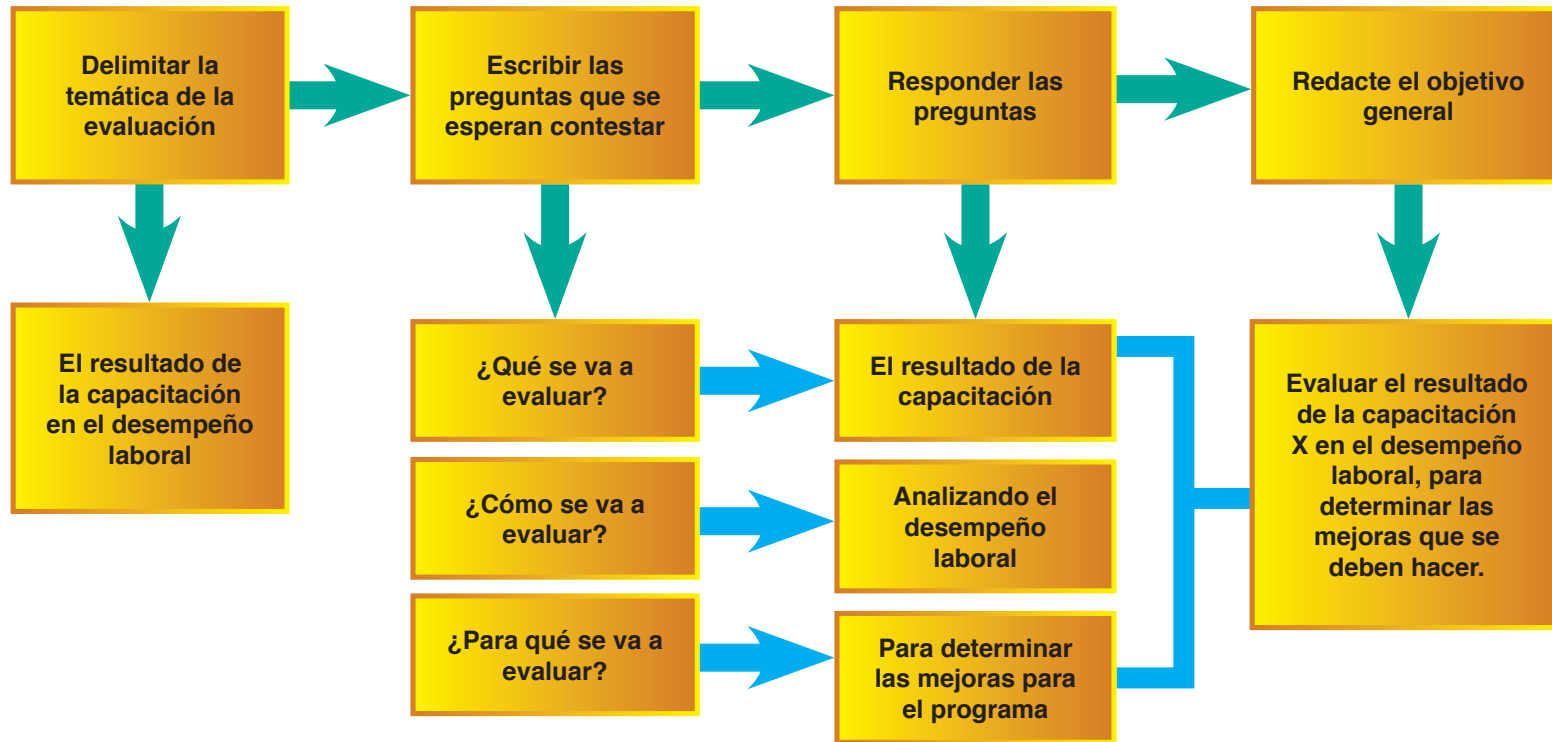 Delimitar la
temática de la
evaluación
Escribir las
preguntas que se
esperan contestar
Responder las
preguntas
Redacte el objetivo
general
El resultado de
la capacitación
en el desempeño
laboral
¿Qué se va a
evaluar?
El resultado de la
capacitación
Evaluar el resultado
de la capacitación
X en el desempeño
laboral, para
determinar las
mejoras que se
deben hacer.
¿Cómo se va a
evaluar?
Analizando el
desempeño
laboral
¿Para qué se va a
evaluar?
Para determinar
las mejoras para
el programa